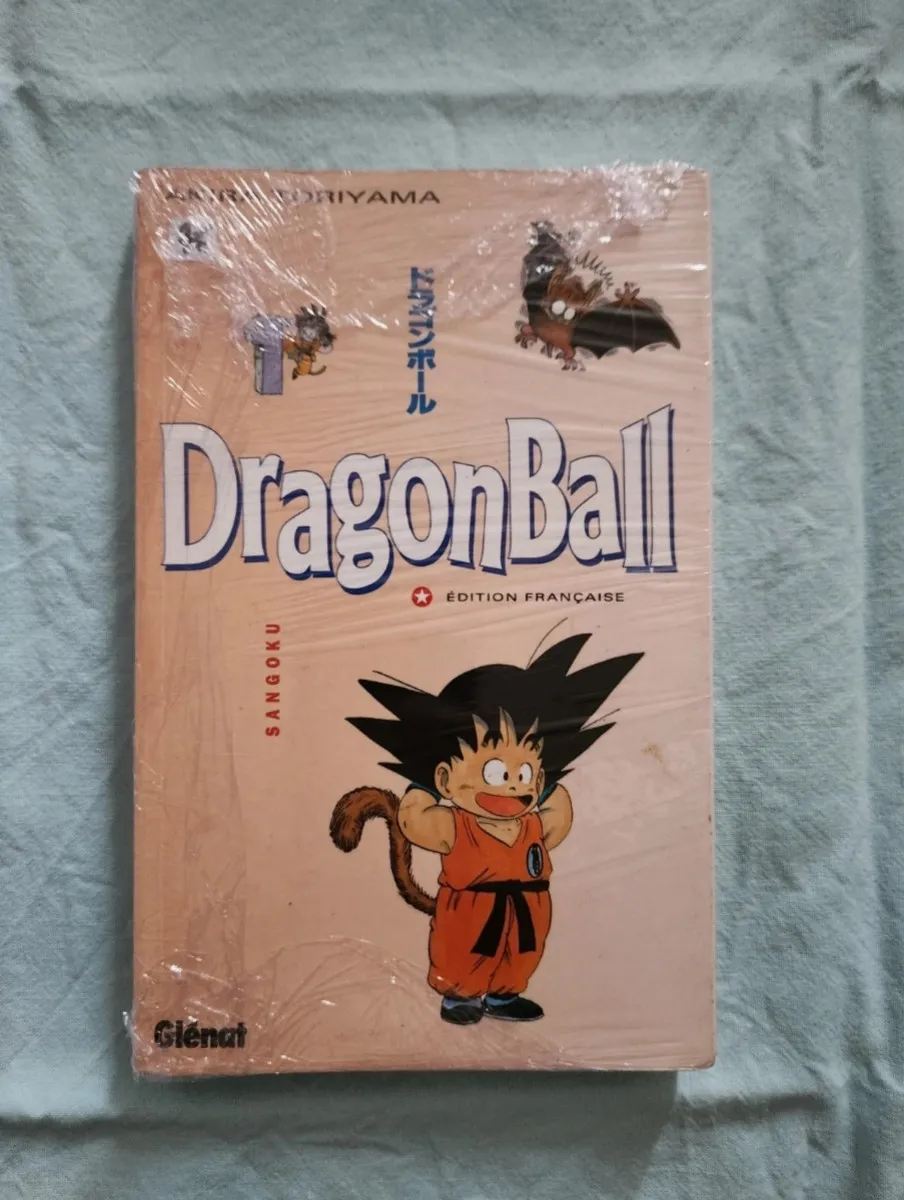 AKIRA TORIYAMA
1
ドラゴンボール
DragonBall
ÉDITION FRANÇAISE
SANGOKU
Glénat